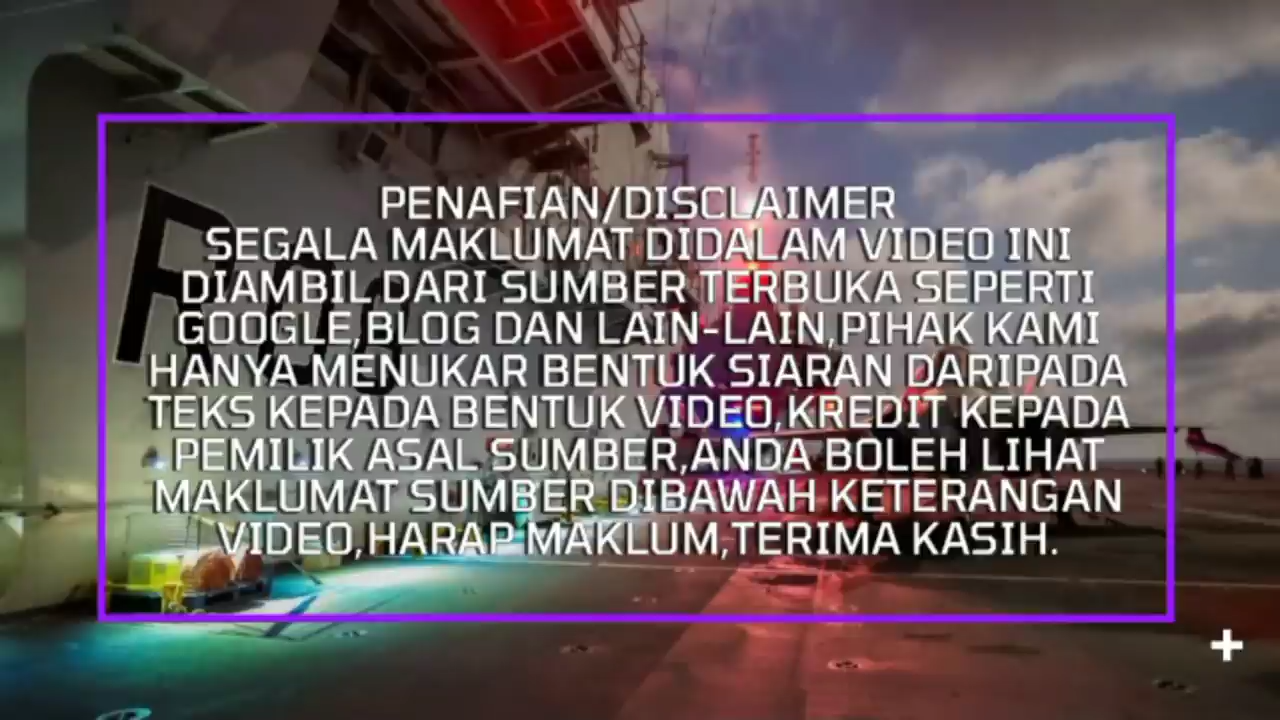 PENAFIAN/DISCLAIMER
SEGALA MAKLUMAT DIDALAM VIDEO INI
DIAMBIL DARI SUMBER TERBUKA SEPERTI
GOOGLE,BLOG DAN LAIN-LAIN,PIHAK KAMI
HANYA MENUKAR BENTUK SIARAN DARIPADA
TEKS KEPADA BENTUK VIDEO,KREDIT KEPADA
PEMILIK ASAL SUMBER,ANDA BOLEH LIHAT
MAKLUMAT SUMBER DIBAWAH KETERANGAN
VIDEO,HARAP MAKLUM,TERIMA KASIH.